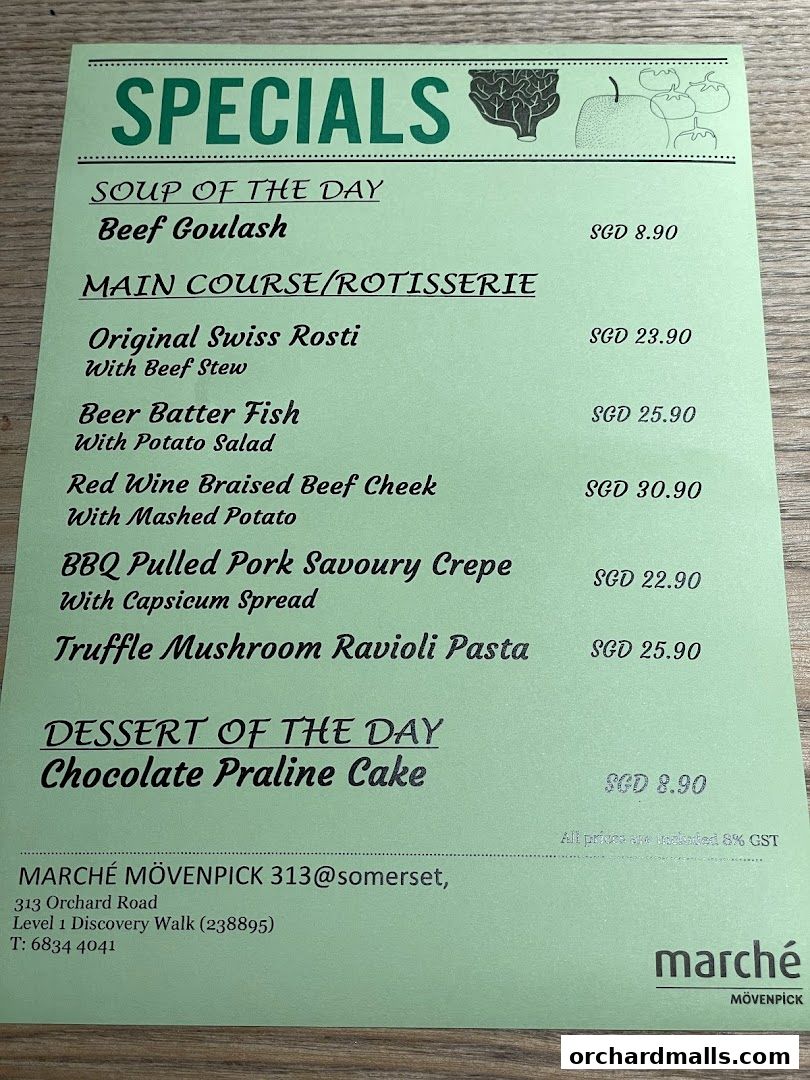 SPECIALS
SOUP OF THE DAY
Beef Goulash SGD 8.90
MAIN COURSE/ROTISSERIE
Original Swiss Rosti SGD 23.90
With Beef Stew
Beer Batter Fish SGD 25.90
With Potato Salad
Red Wine Braised Beef Cheek SGD 30.90
With Mashed Potato
BBQ Pulled Pork Savoury Crepe SGD 22.90
With Capsicum Spread
Truffle Mushroom Ravioli Pasta SGD 25.90
DESSERT OF THE DAY
Chocolate Praline Cake SGD 8.90
All prices are included 8% GST
MARCHÉ MÖVENPICK 313@somerset,
313 Orchard Road
Level 1 Discovery Walk (238895)
T: 6834 4041
marché
MÖVENPICK
orchardmalls.com